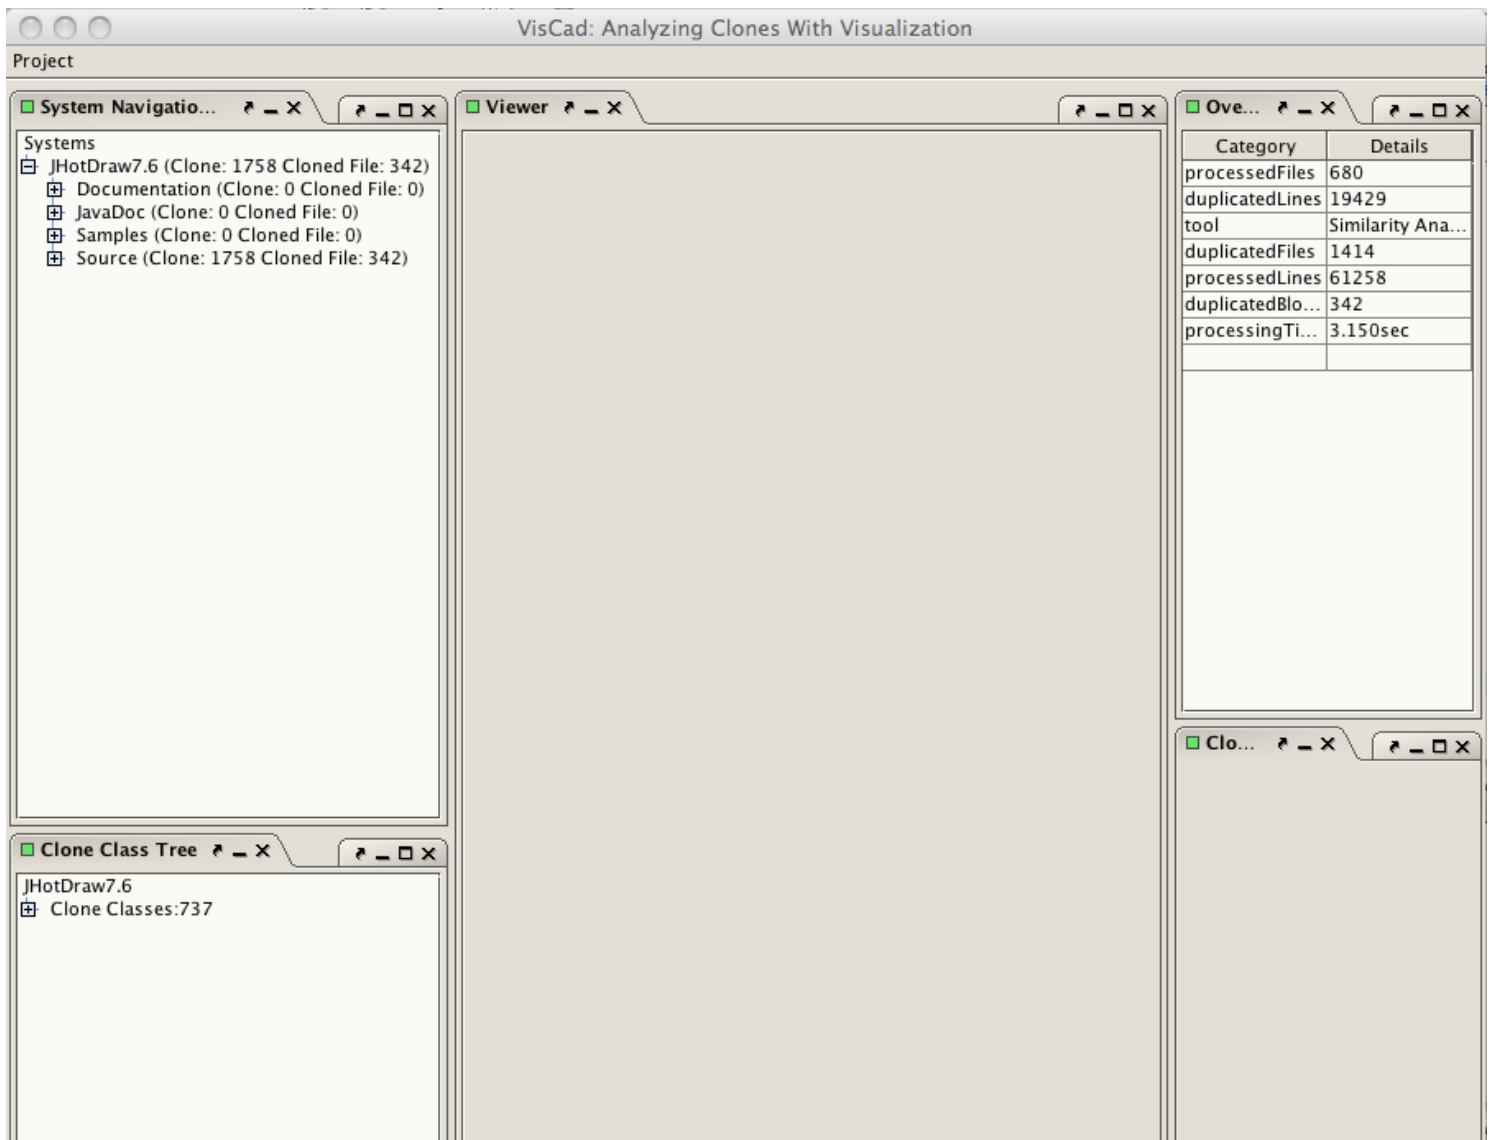 VisCad: Analyzing Clones With Visualization
Project
System Navigatio...
Systems
JHotDraw7.6 (Clone: 1758 Cloned File: 342)
Documentation (Clone: 0 Cloned File: 0)
JavaDoc (Clone: 0 Cloned File: 0)
Samples (Clone: 0 Cloned File: 0)
Source (Clone: 1758 Cloned File: 342)
Clone Class Tree
JHotDraw7.6
Clone Classes:737
Viewer
Ove...
Category Details
processedFiles 680
duplicatedLines 19429
tool Similarity Ana...
duplicatedFiles 1414
processedLines 61258
duplicatedBlo... 342
processingTi... 3.150sec
Clo...